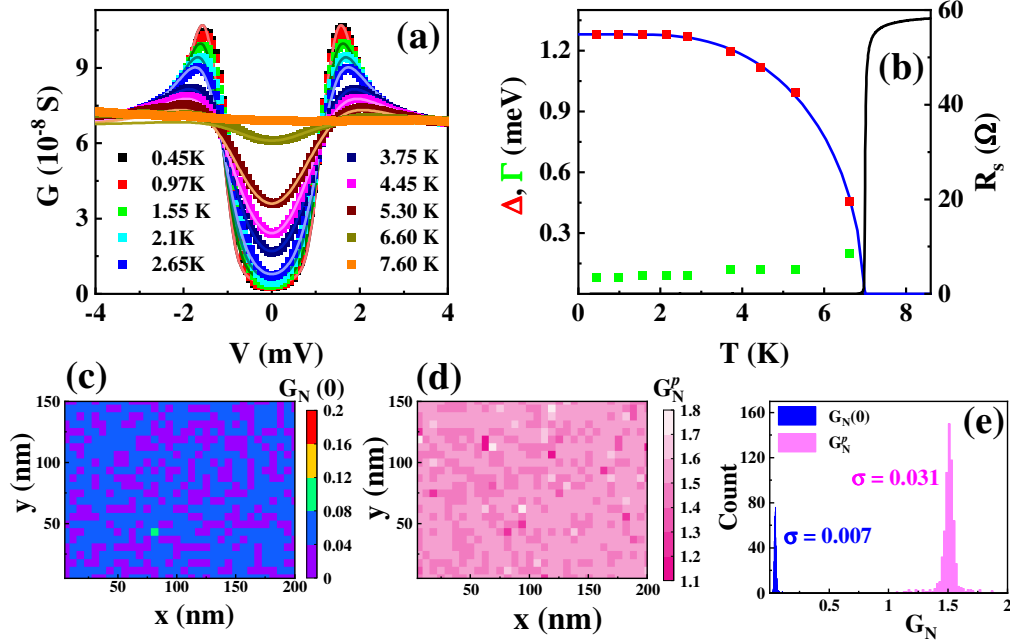 (a)
G (10⁻⁸ S)
9
6
3
0
0.45K
0.97K
1.55 K
2.1K
2.65K
3.75 K
4.45 K
5.30 K
6.60 K
7.60 K
-4 -2 0 2 4
V (mV)
(b)
Δ, Γ (meV)
1.2
0.9
0.6
0.3
60
40
20
0
Rₛ (Ω)
0 2 4 6 8
T (K)
(c)
G_N (0)
y (nm)
150
100
50
50 100 150 200
x (nm)
0.2
0.16
0.12
0.08
0.04
0
(d)
G_N^p
y (nm)
150
100
50
50 100 150 200
x (nm)
1.8
1.7
1.6
1.5
1.4
1.3
1.2
1.1
(e)
Count
160
120
80
40
0
G_N(0)
G_N^p
σ = 0.031
σ = 0.007
0.5 1 1.5 2
G_N